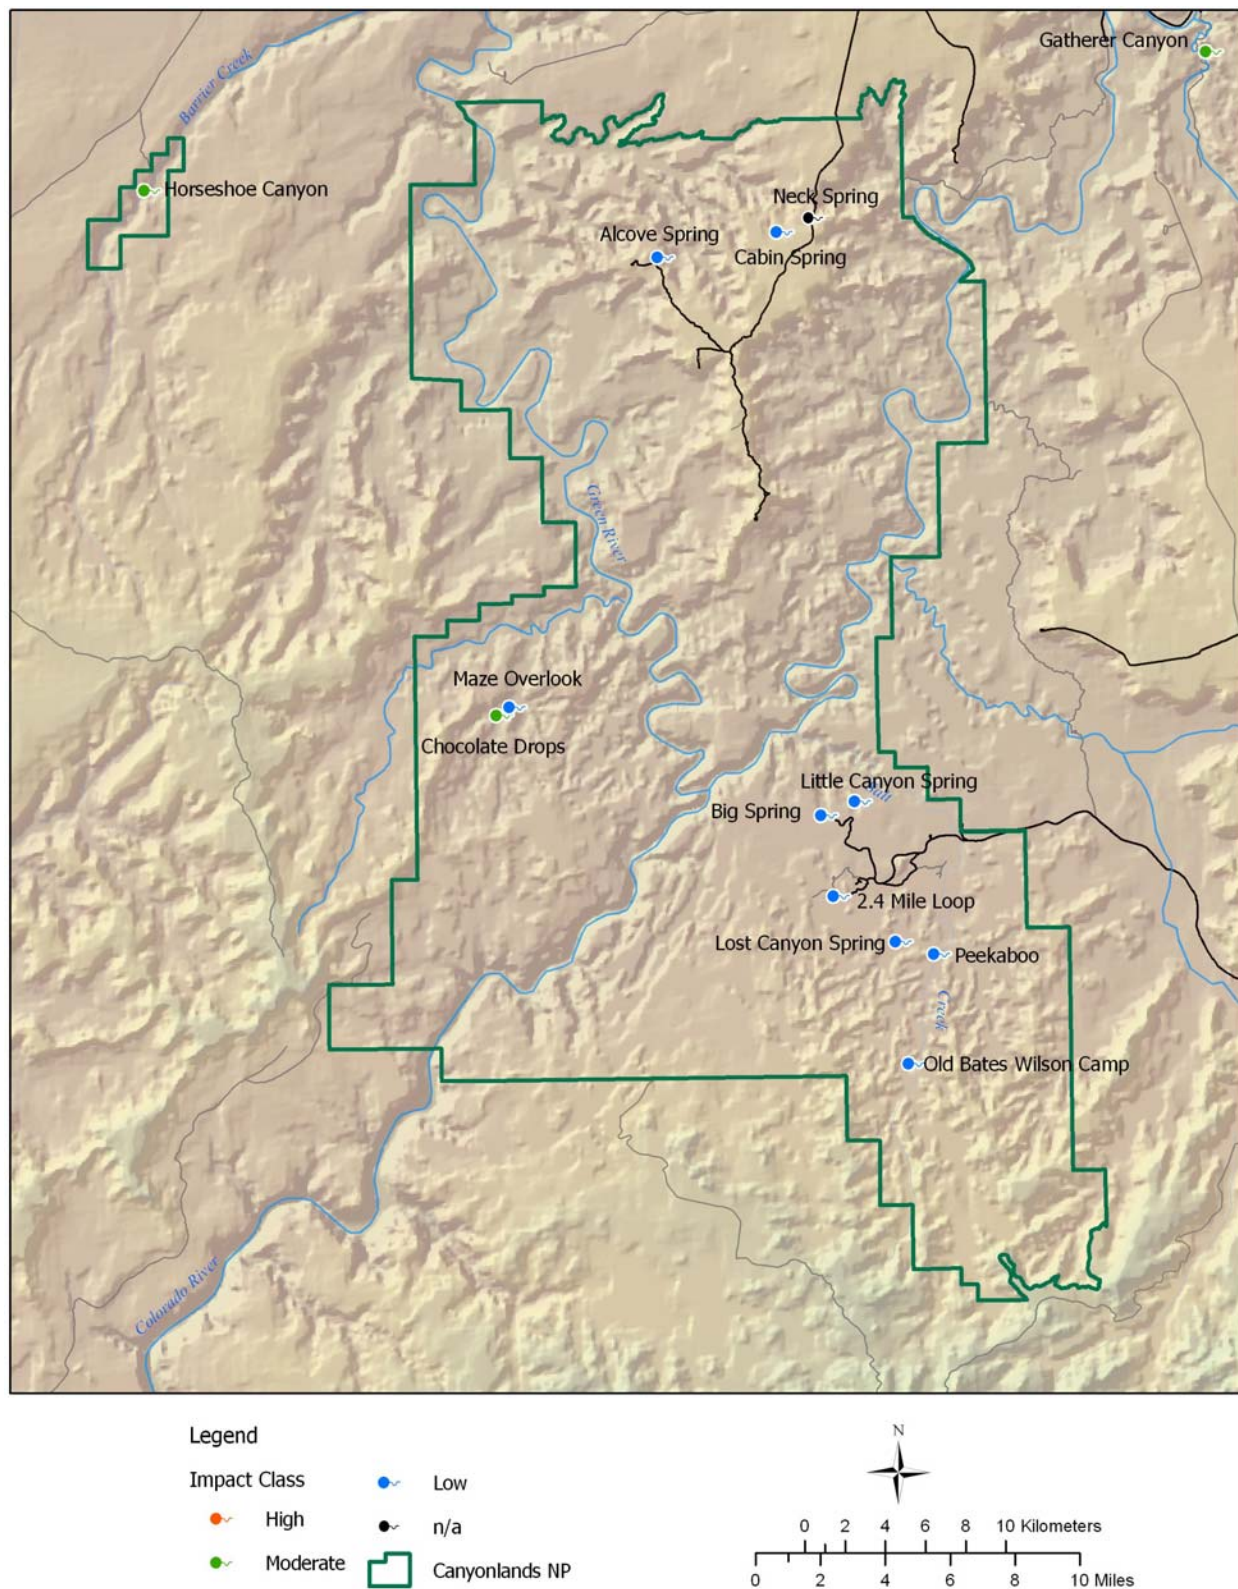 Gatherer Canyon
Barrier Creek
Horseshoe Canyon
Neck Spring
Alcove Spring
Cabin Spring
Green River
Maze Overlook
Chocolate Drops
Little Canyon Spring
Salt
Big Spring
2.4 Mile Loop
Lost Canyon Spring
Peekaboo
Creek
Old Bates Wilson Camp
Colorado River
Legend
Impact Class
Low
High
n/a
Moderate
Canyonlands NP
N
0 2 4 6 8 10 Kilometers
0 2 4 6 8 10 Miles